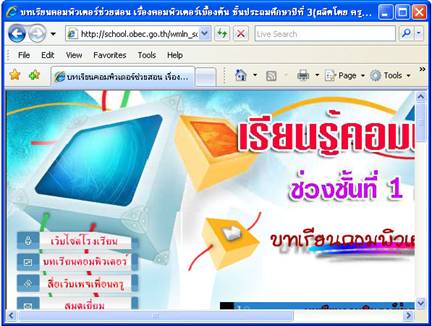 บทเรียนคอมพิวเตอร์ช่วยสอน เรื่องคอมพิวเตอร์เบื้องต้น ชั้นประถมศึกษาปีที่ 3(ผลิตโดย ครู...
http://school.obec.go.th/wmln_sc
Live Search
File Edit View Favorites Tools Help
บทเรียนคอมพิวเตอร์ช่วยสอน เรื่อง...
Page Tools
เรียนรู้คอม
ช่วงชั้นที่ 1
บทเรียนคอมพิวเ
เว็บไซต์โรงเรียน
บทเรียนคอมพิวเตอร์
สื่อเว็บเพจเพื่อนครู
สมุดเยี่ยม